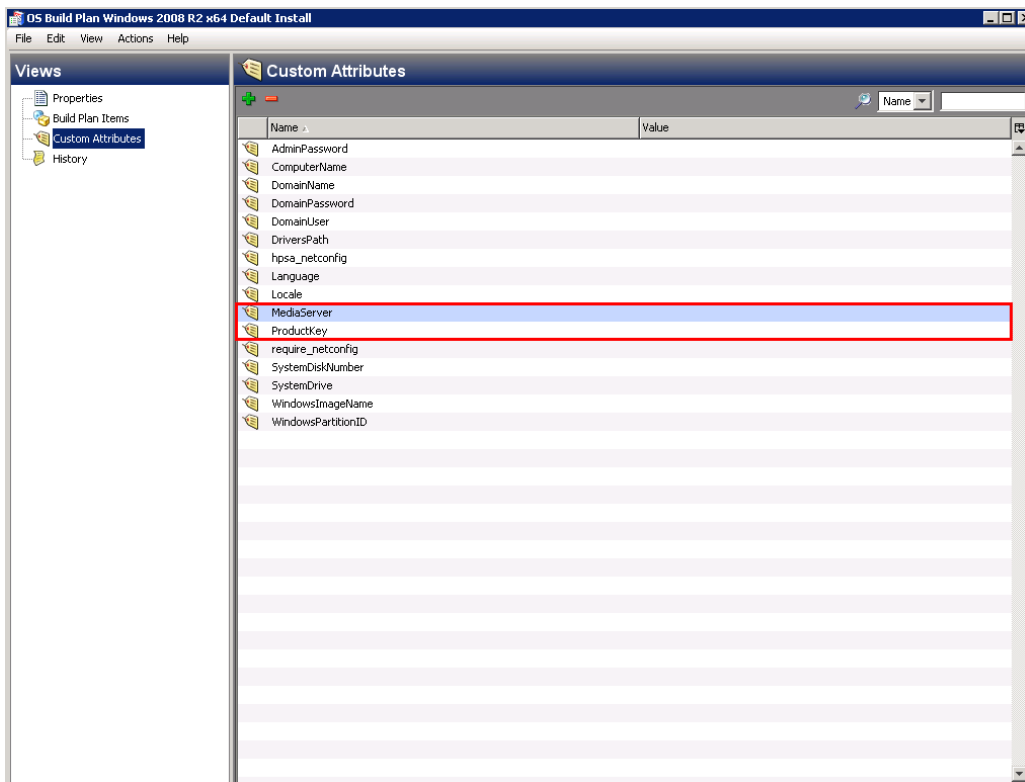 OS Build Plan Windows 2008 R2 x64 Default Install
File Edit View Actions Help
Views
Properties
Build Plan Items
Custom Attributes
History
Custom Attributes
Name
Name Value
AdminPassword
ComputerName
DomainName
DomainPassword
DomainUser
DriversPath
hpsa_netconfig
Language
Locale
MediaServer
ProductKey
require_netconfig
SystemDiskNumber
SystemDrive
WindowsImageName
WindowsPartitionID